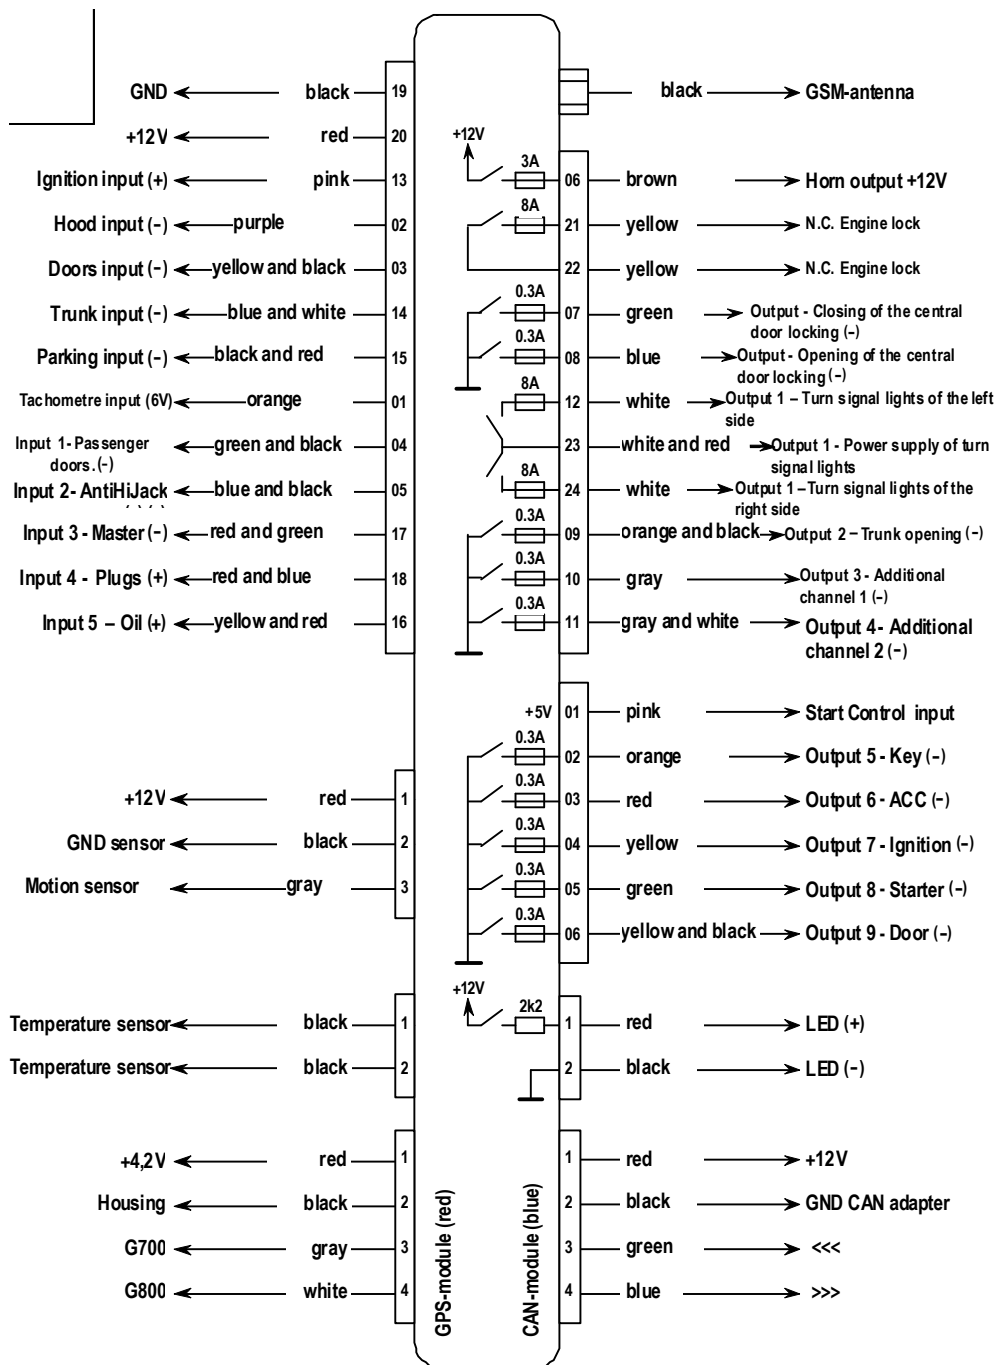 GND black 19
+12V red 20
Ignition input (+) pink 13
Hood input (-) purple 02
Doors input (-) yellow and black 03
Trunk input (-) blue and white 14
Parking input (-) black and red 15
Tachometre input (6V) orange 01
Input 1- Passenger
doors. (-)
green and black 04
Input 2- AntiHiJack blue and black 05
Input 3 - Master (-) red and green 17
Input 4 - Plugs (+) red and blue 18
Input 5 – Oil (+) yellow and red 16
black GSM-antenna
+12V
3A
06 brown Horn output +12V
8A
21 yellow N.C. Engine lock
22 yellow N.C. Engine lock
0.3A
07 green Output - Closing of the central
door locking (-)
0.3A
08 blue Output - Opening of the central
door locking (-)
8A
12 white Output 1 – Turn signal lights of the left
side
23 white and red Output 1 - Power supply of turn
signal lights
8A
24 white Output 1 – Turn signal lights of the
right side
0.3A
09 orange and black Output 2 – Trunk opening (-)
0.3A
10 gray Output 3 - Additional
channel 1 (-)
0.3A
11 gray and white Output 4 - Additional
channel 2 (-)
+5V 01 pink Start Control input
0.3A
02 orange Output 5 - Key (-)
0.3A
03 red Output 6 - ACC (-)
0.3A
04 yellow Output 7 - Ignition (-)
0.3A
05 green Output 8 - Starter (-)
0.3A
06 yellow and black Output 9 - Door (-)
+12V red 1
GND sensor black 2
Motion sensor gray 3
Temperature sensor black 1
Temperature sensor black 2
+12V
2k2
1 red LED (+)
2 black LED (-)
+4,2V red 1
Housing black 2
G700 gray 3
G800 white 4
GPS-module (red)
CAN-module (blue)
1 red +12V
2 black GND CAN adapter
3 green <<<
4 blue >>>